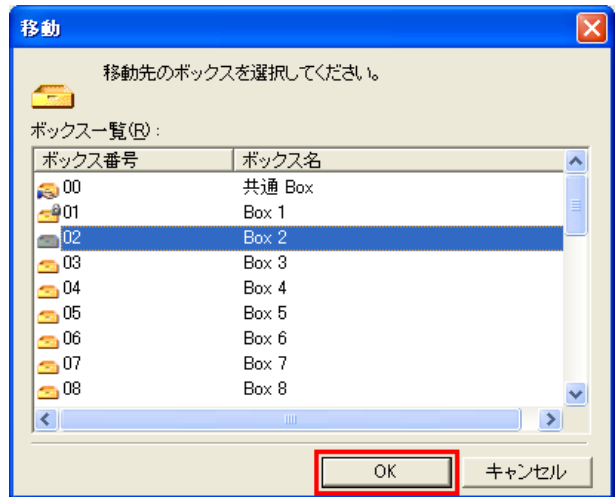 移動
移動先のボックスを選択してください。
ボックス一覧(R):
ボックス番号 ボックス名
00 共通 Box
01 Box 1
02 Box 2
03 Box 3
04 Box 4
05 Box 5
06 Box 6
07 Box 7
08 Box 8
OK キャンセル